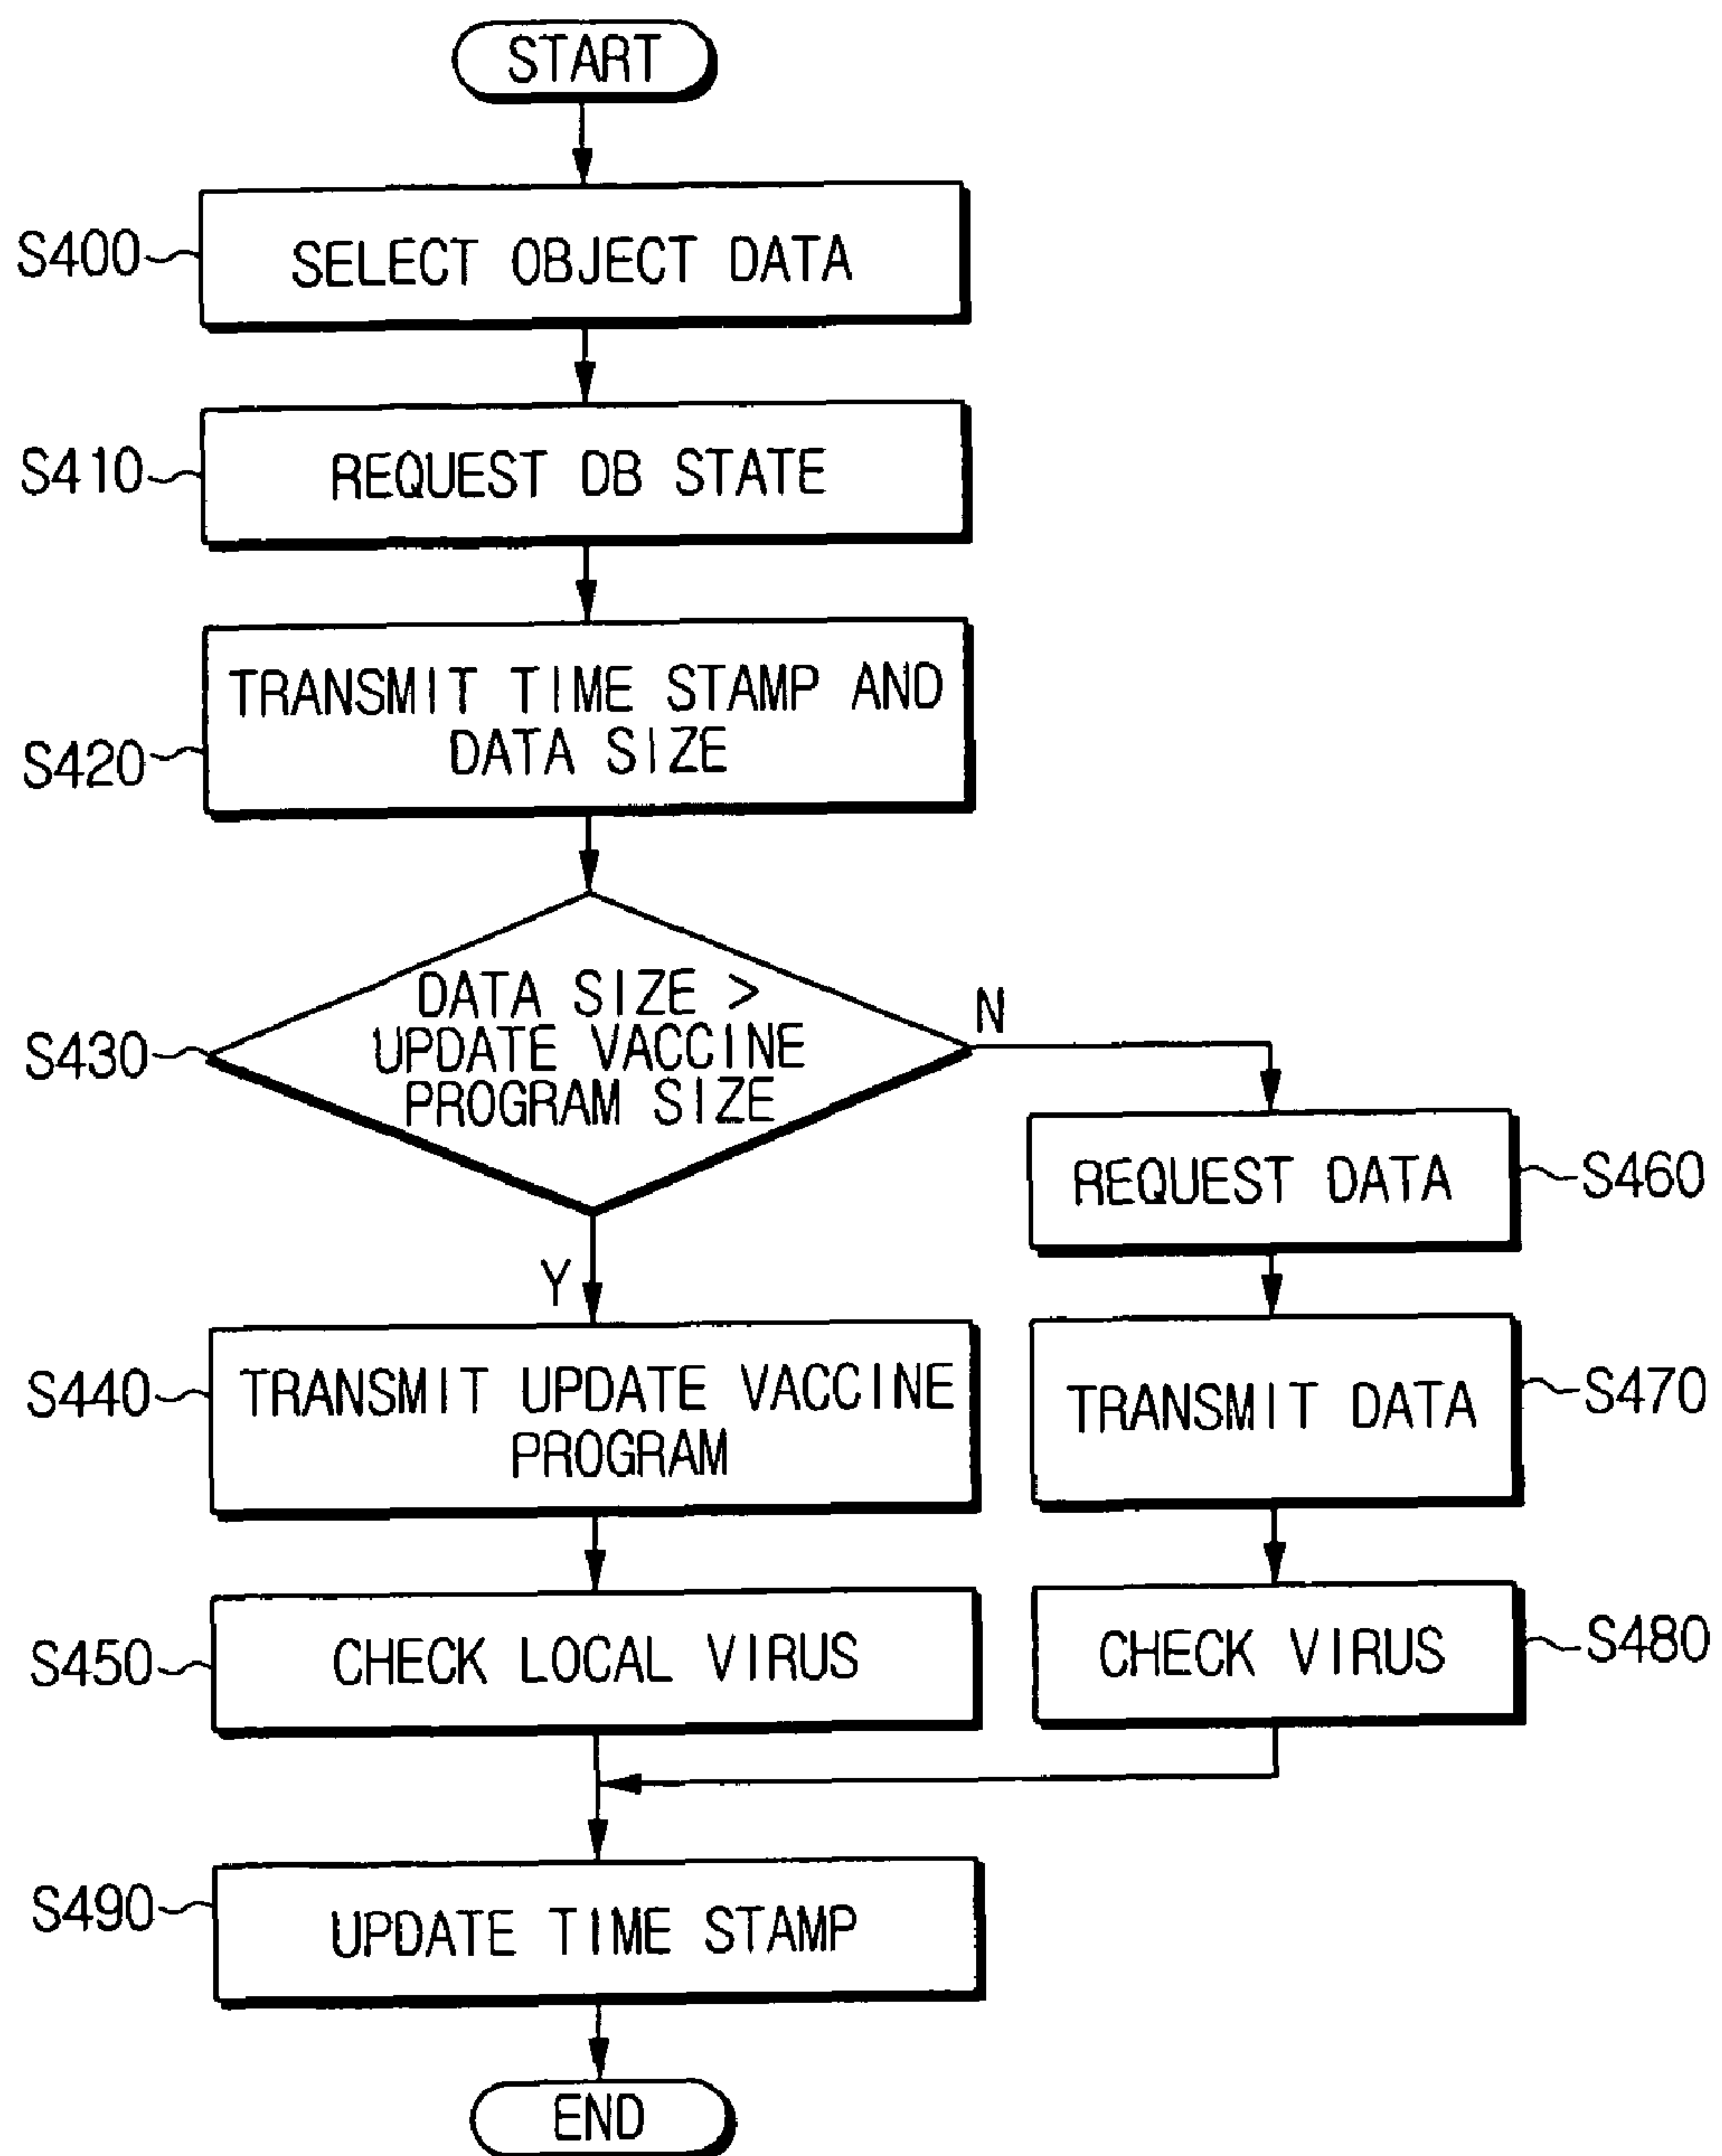 START
S400
SELECT OBJECT DATA
S410
REQUEST DB STATE
S420
TRANSMIT TIME STAMP AND
DATA SIZE
S430
DATA SIZE >
UPDATE VACCINE
PROGRAM SIZE
N
Y
S460
REQUEST DATA
S440
TRANSMIT UPDATE VACCINE
PROGRAM
S470
TRANSMIT DATA
S450
CHECK LOCAL VIRUS
S480
CHECK VIRUS
S490
UPDATE TIME STAMP
END